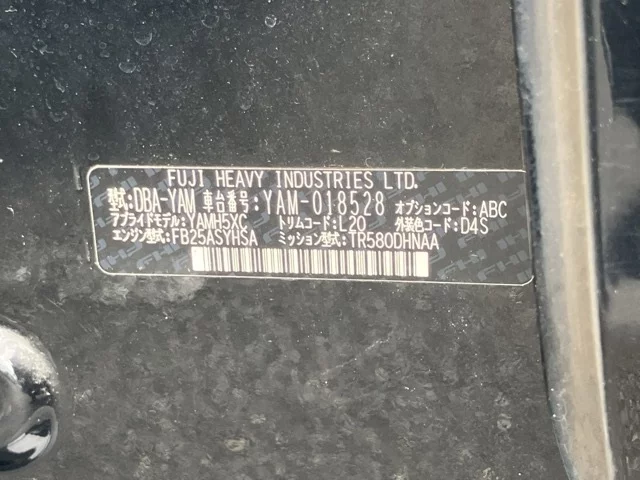 FUJI HEAVY INDUSTRIES LTD.
型式:DBA-YAM 車台番号:YAM-018528 オプションコード:ABC
アプライドモデル:YAMH5XC トリムコード:L20 外装色コード:D4S
エンジン型式:FB25ASYHSA ミッション型式:TR580DHNAA